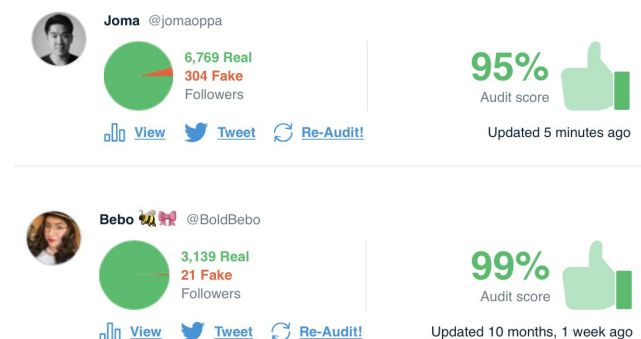 Joma @jomaoppa
6,769 Real
304 Fake
Followers
95%
Audit score
View Tweet Re-Audit!
Updated 5 minutes ago
Bebo 🐝🎀 @BoldBebo
3,139 Real
21 Fake
Followers
99%
Audit score
View Tweet Re-Audit!
Updated 10 months, 1 week ago